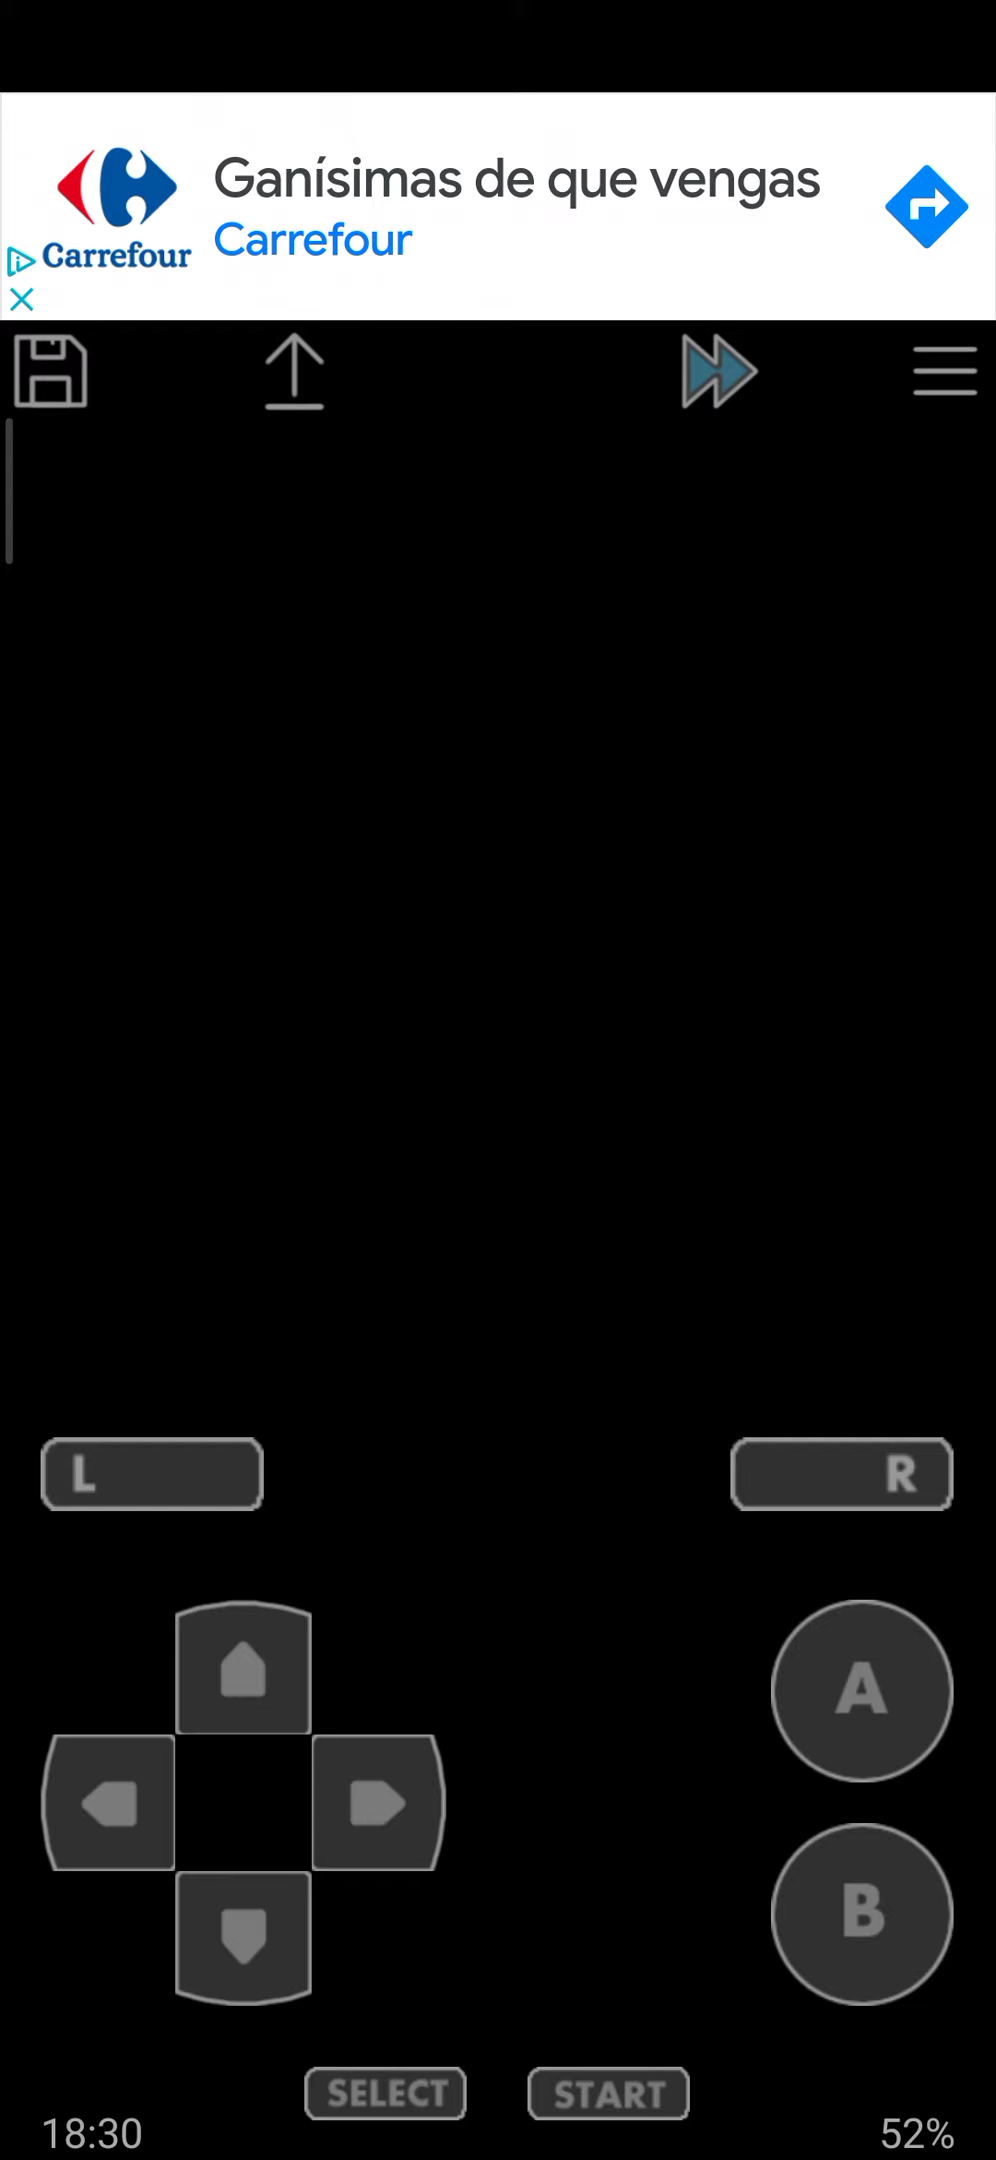 Ganísimas de que vengas
Carrefour
Carrefour
L
R
A
B
SELECT
START
18:30
52%